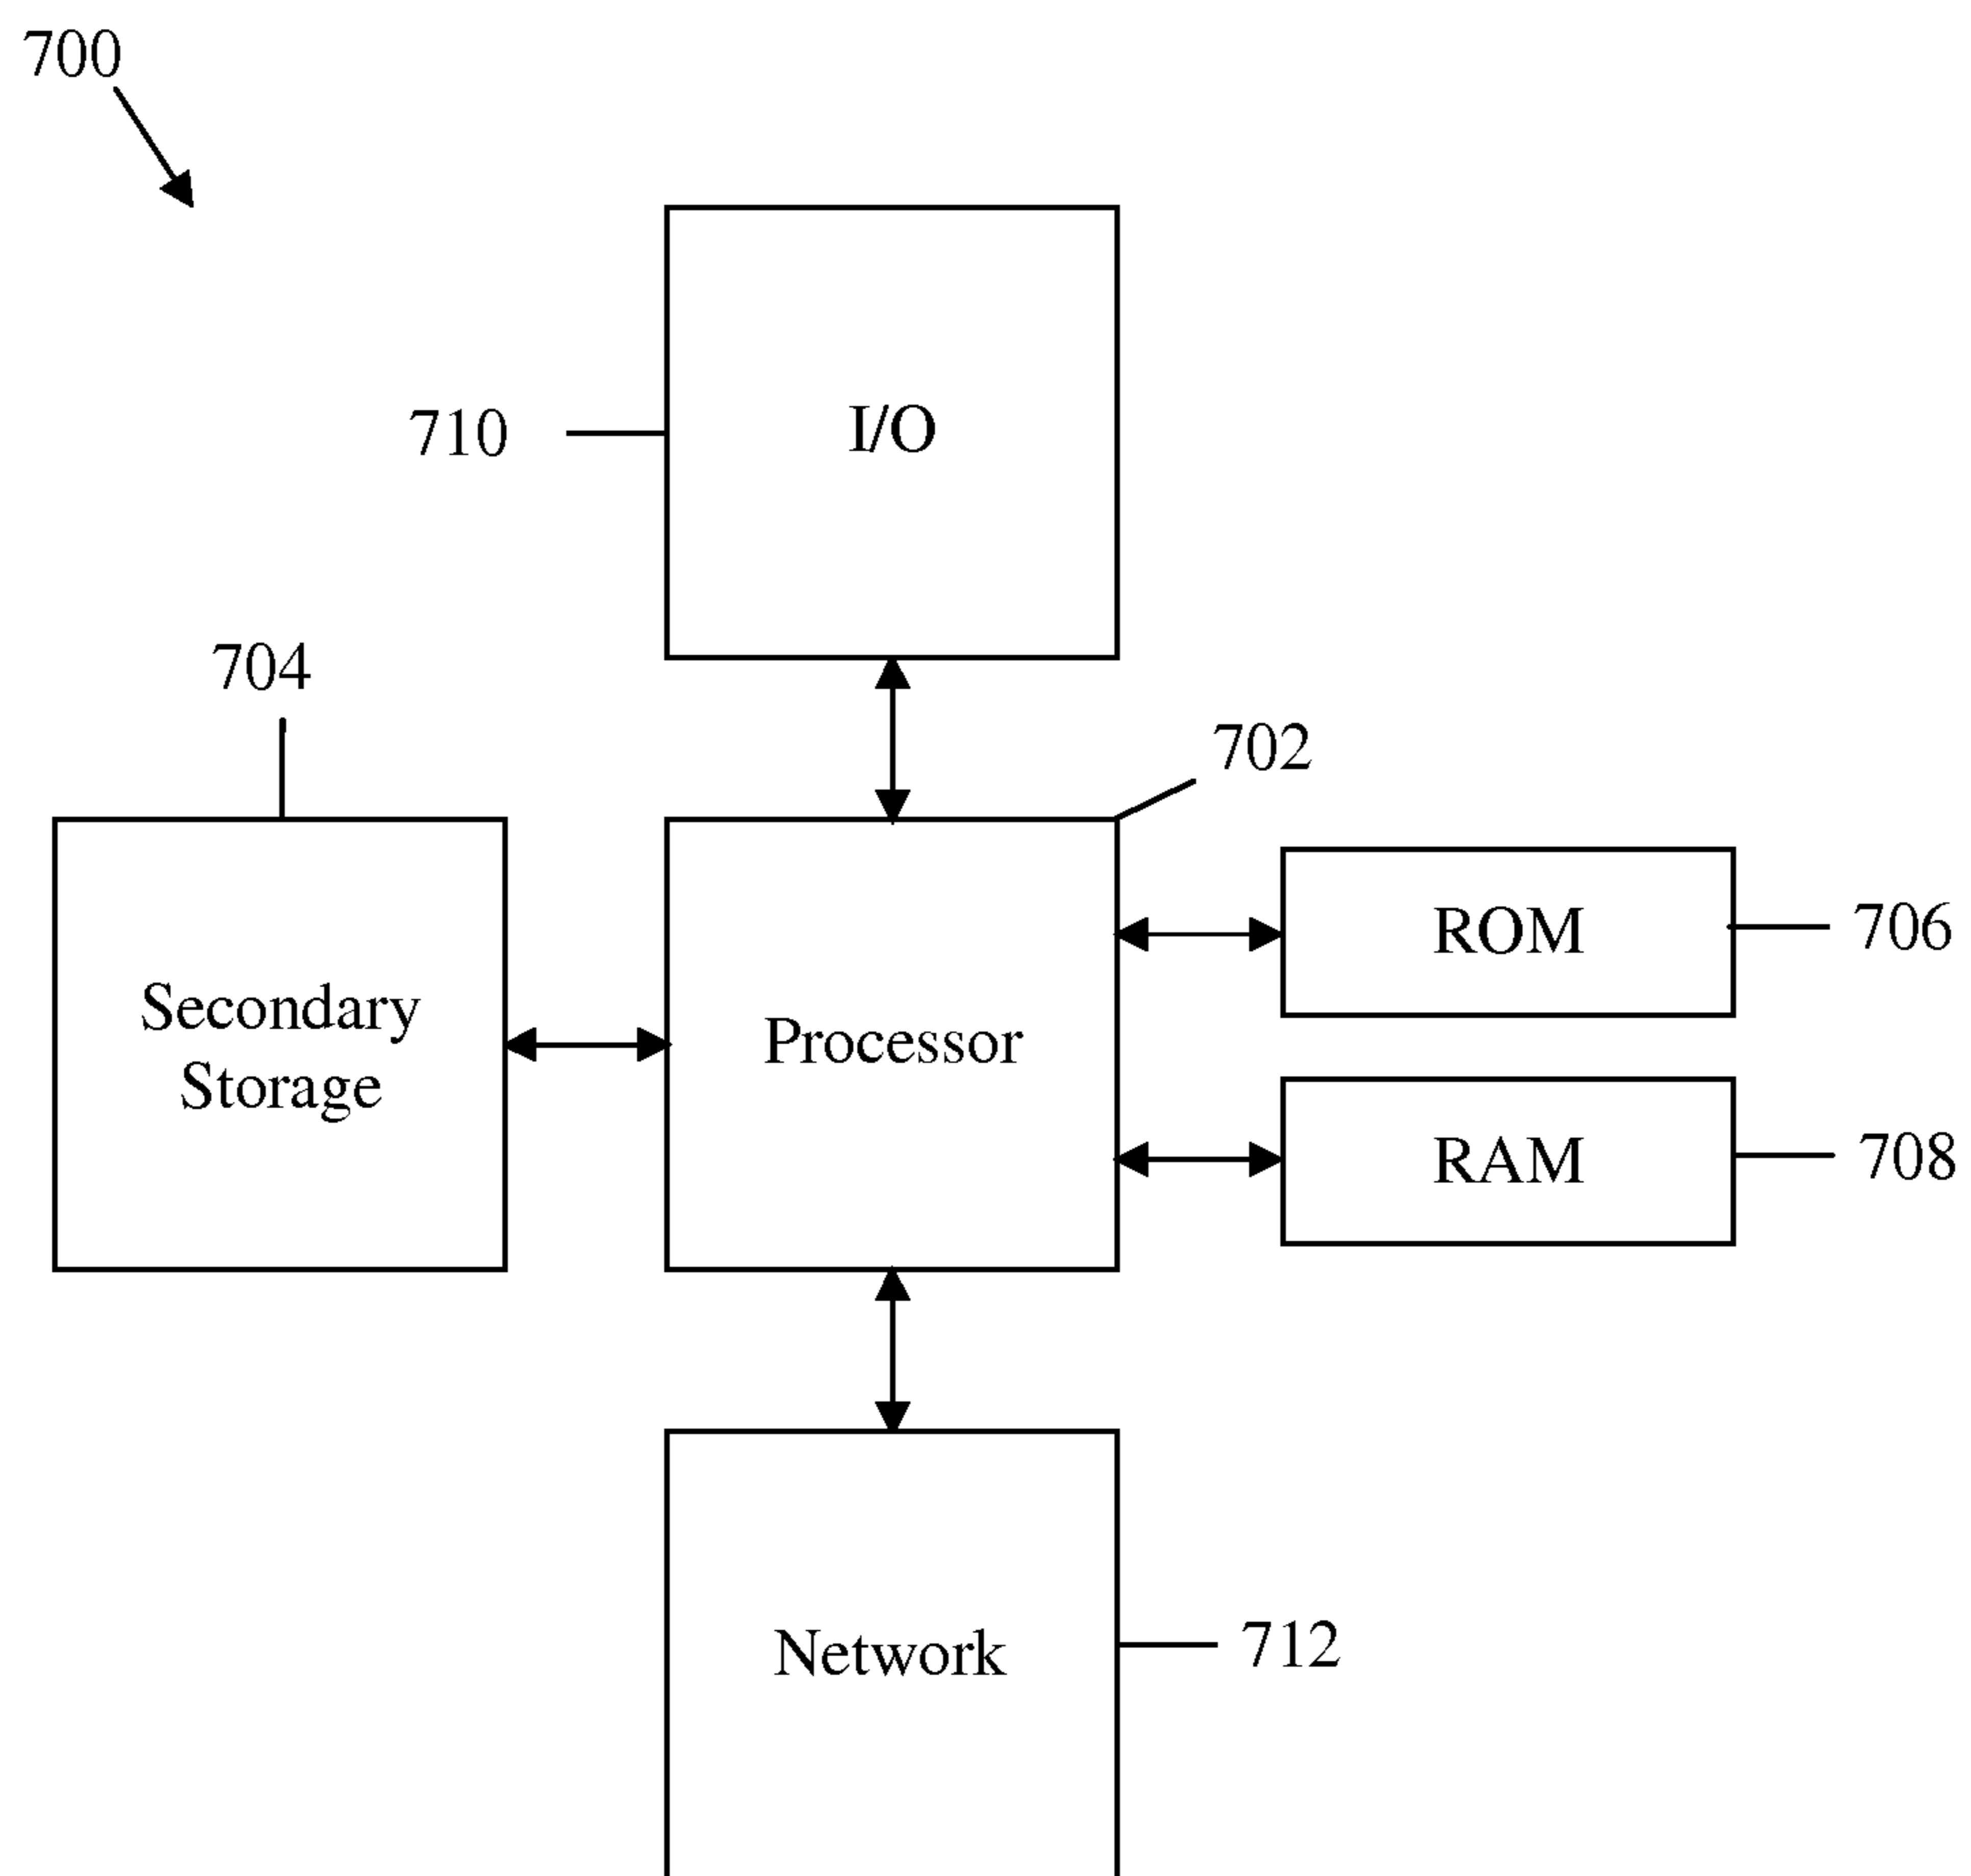 700
I/O
710
704
702
Secondary
Storage
Processor
ROM
706
RAM
708
Network
712